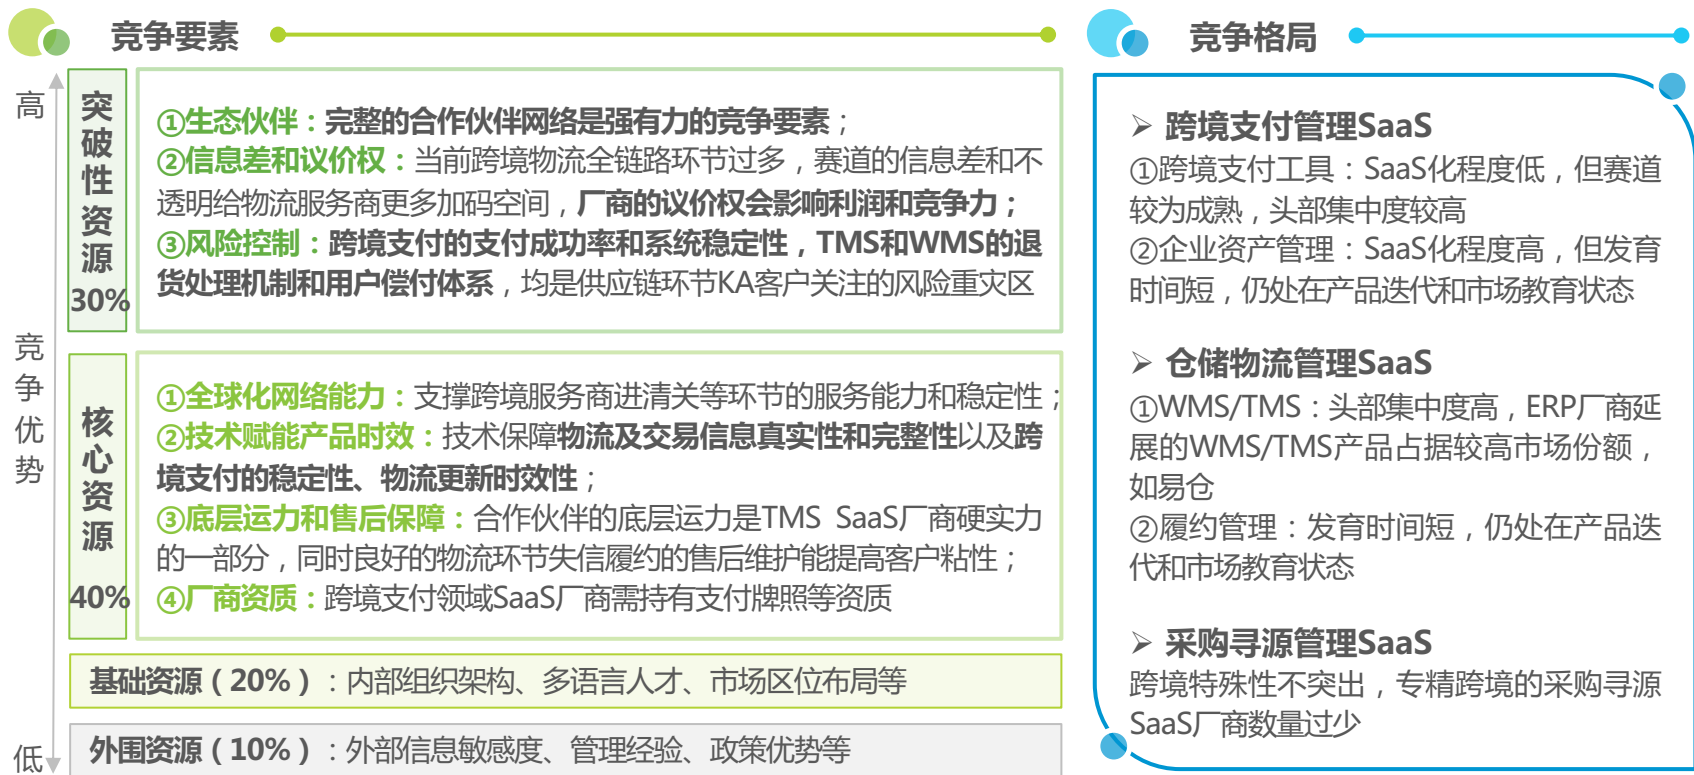 竞争要素
高
竞争优势
低
突破性资源
30%
①生态伙伴：完整的合作伙伴网络是强有力的竞争要素；
②信息差和议价权：当前跨境物流全链路环节过多，赛道的信息差和不
透明给物流服务商更多加码空间，厂商的议价权会影响利润和竞争力；
③风险控制：跨境支付的支付成功率和系统稳定性，TMS和WMS的退
货处理机制和用户偿付体系，均是供应链环节KA客户关注的风险重灾区
核心资源
40%
①全球化网络能力：支撑跨境服务商进清关等环节的服务能力和稳定性；
②技术赋能产品时效：技术保障物流及交易信息真实性和完整性以及跨
境支付的稳定性、物流更新时效性；
③底层运力和售后保障：合作伙伴的底层运力是TMS SaaS厂商硬实力
的一部分，同时良好的物流环节失信履约的售后维护能提高客户粘性；
④厂商资质：跨境支付领域SaaS厂商需持有支付牌照等资质
基础资源（20%）：内部组织架构、多语言人才、市场区位布局等
外围资源（10%）：外部信息敏感度、管理经验、政策优势等
竞争格局
➢ 跨境支付管理SaaS
①跨境支付工具：SaaS化程度低，但赛道
较为成熟，头部集中度较高
②企业资产管理：SaaS化程度高，但发育
时间短，仍处在产品迭代和市场教育状态
➢ 仓储物流管理SaaS
①WMS/TMS：头部集中度高，ERP厂商延
展的WMS/TMS产品占据较高市场份额，
如易仓
②履约管理：发育时间短，仍处在产品迭
代和市场教育状态
➢ 采购寻源管理SaaS
跨境特殊性不突出，专精跨境的采购寻源
SaaS厂商数量过少